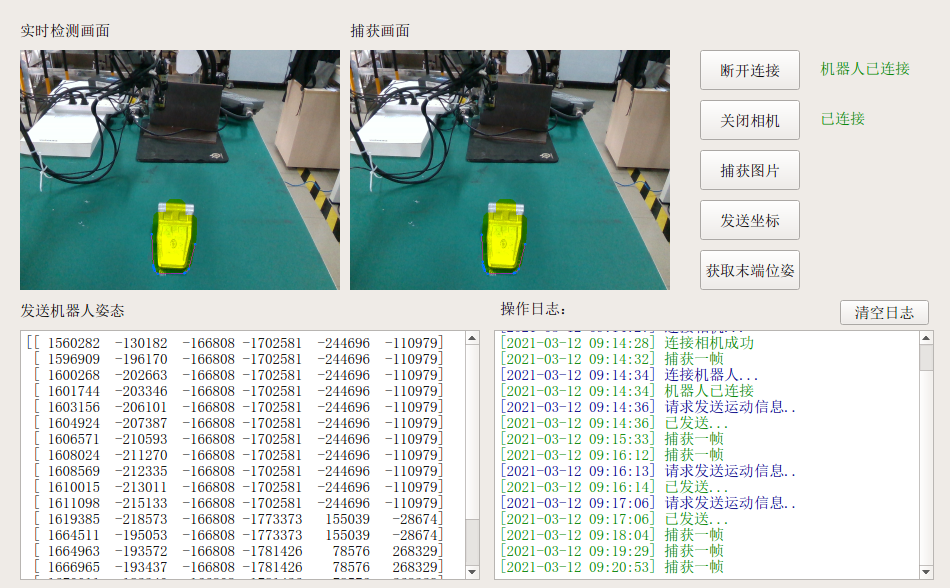 实时检测画面
捕获画面
断开连接
机器人已连接
关闭相机
已连接
捕获图片
发送坐标
获取末端位姿
发送机器人姿态
操作日志：
清空日志
[[ 1560282 -130182 -166808 -1702581 -244696 -110979]
[ 1596909 -196170 -166808 -1702581 -244696 -110979]
[ 1600268 -202663 -166808 -1702581 -244696 -110979]
[ 1601744 -203346 -166808 -1702581 -244696 -110979]
[ 1603156 -206101 -166808 -1702581 -244696 -110979]
[ 1604924 -207387 -166808 -1702581 -244696 -110979]
[ 1606571 -210593 -166808 -1702581 -244696 -110979]
[ 1608024 -211270 -166808 -1702581 -244696 -110979]
[ 1608569 -212335 -166808 -1702581 -244696 -110979]
[ 1610015 -213011 -166808 -1702581 -244696 -110979]
[ 1611098 -215133 -166808 -1702581 -244696 -110979]
[ 1619385 -218573 -166808 -1773373 155039 -28674]
[ 1664511 -195053 -166808 -1773373 155039 -28674]
[ 1664963 -193572 -166808 -1781426 78576 268329]
[ 1666965 -193437 -166808 -1781426 78576 268329]
[2021-03-12 09:14:28] 连接相机成功
[2021-03-12 09:14:32] 捕获一帧
[2021-03-12 09:14:34] 连接机器人...
[2021-03-12 09:14:34] 机器人已连接
[2021-03-12 09:14:36] 请求发送运动信息..
[2021-03-12 09:14:36] 已发送...
[2021-03-12 09:15:33] 捕获一帧
[2021-03-12 09:16:12] 捕获一帧
[2021-03-12 09:16:13] 请求发送运动信息..
[2021-03-12 09:16:14] 已发送...
[2021-03-12 09:17:06] 请求发送运动信息..
[2021-03-12 09:17:06] 已发送...
[2021-03-12 09:18:04] 捕获一帧
[2021-03-12 09:19:29] 捕获一帧
[2021-03-12 09:20:53] 捕获一帧